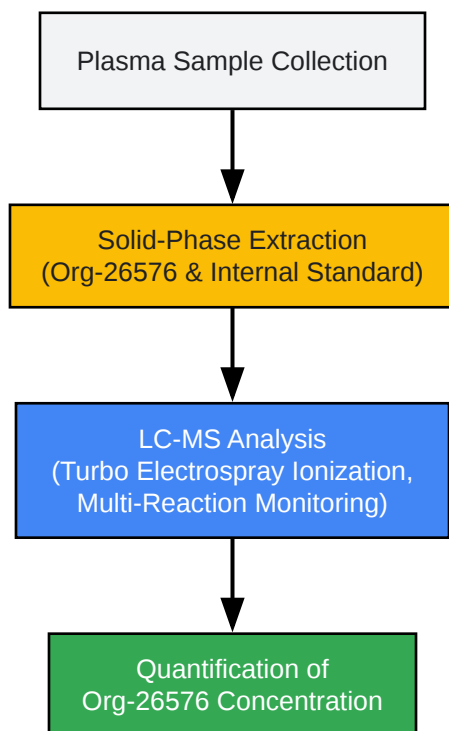 Plasma Sample Collection
Solid-Phase Extraction
(Org-26576 & Internal Standard)
LC-MS Analysis
(Turbo Electrospray Ionization,
Multi-Reaction Monitoring)
Quantification of
Org-26576 Concentration